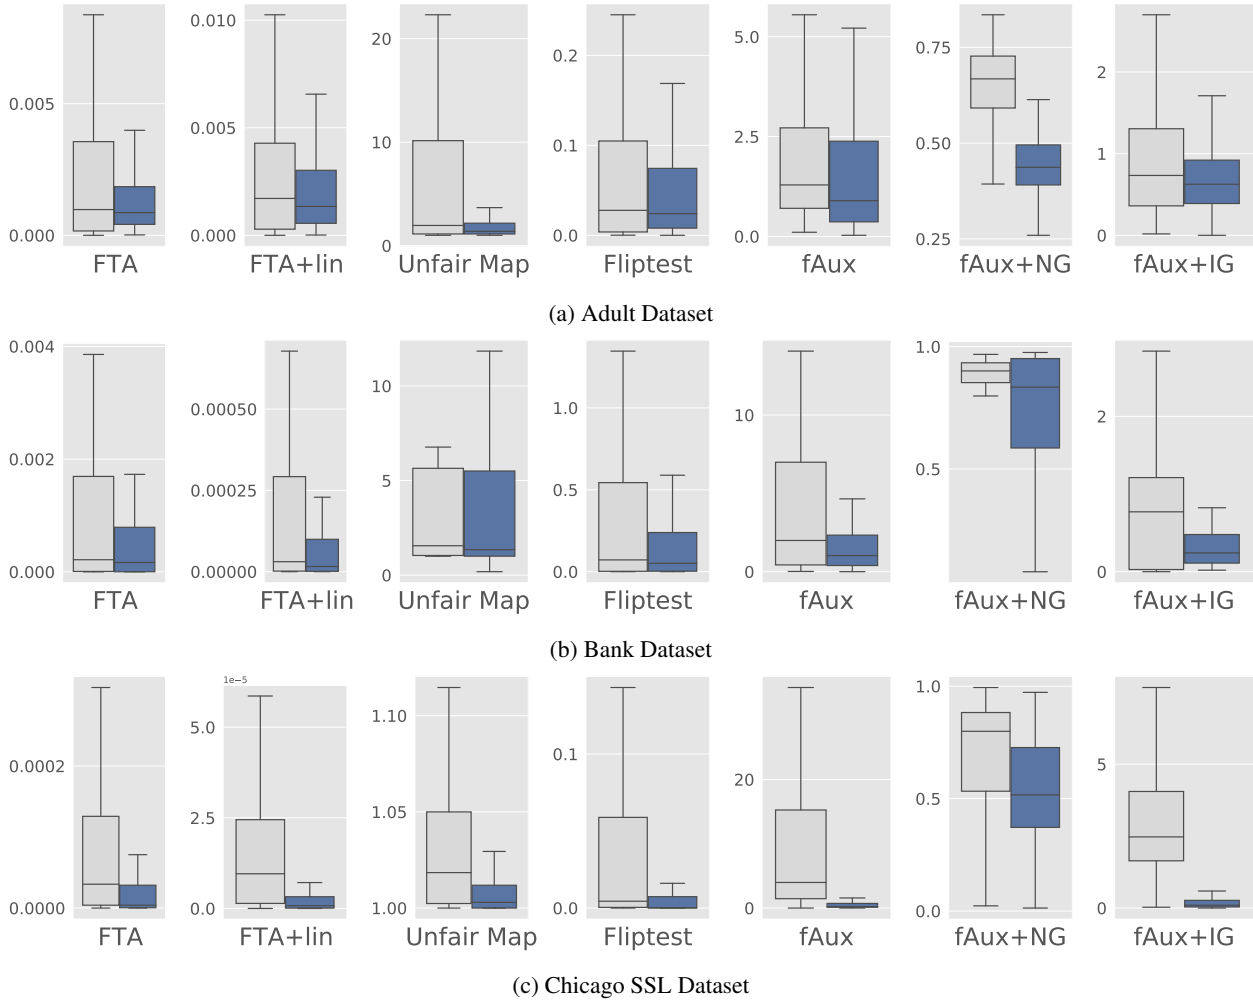 0.005
0.000
FTA
0.010
0.005
0.000
FTA+lin
20
10
0
Unfair Map
0.2
0.1
0.0
Fliptest
5.0
2.5
0.0
fAux
0.75
0.50
0.25
fAux+NG
2
1
0
fAux+IG
(a) Adult Dataset
0.004
0.002
0.000
FTA
0.00050
0.00025
0.00000
FTA+lin
10
5
0
Unfair Map
1.0
0.5
0.0
Fliptest
10
0
fAux
1.0
0.5
fAux+NG
2
0
fAux+IG
(b) Bank Dataset
0.0002
0.0000
FTA
1e−5
5.0
2.5
0.0
FTA+lin
1.10
1.05
1.00
Unfair Map
0.1
0.0
Fliptest
20
0
fAux
1.0
0.5
0.0
fAux+NG
5
0
fAux+IG
(c) Chicago SSL Dataset